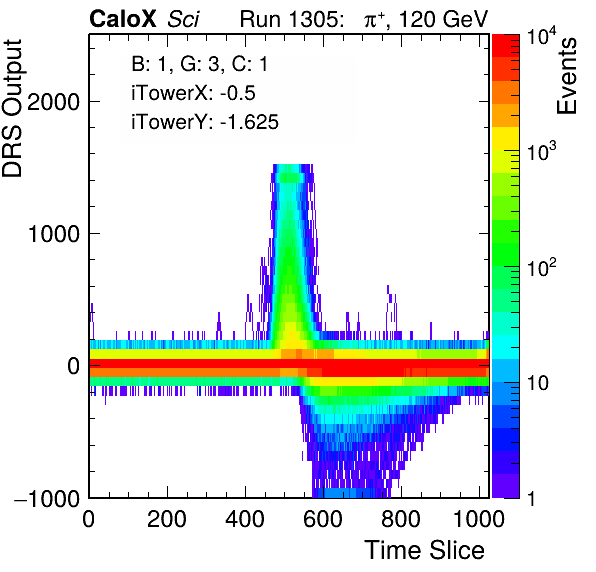 CaloX Sci Run 1305: π⁺, 120 GeV
B: 1, G: 3, C: 1
iTowerX: -0.5
iTowerY: -1.625
DRS Output
2000
1000
0
−1000
0 200 400 600 800 1000
Time Slice
Events
10⁴
10³
10²
10
1